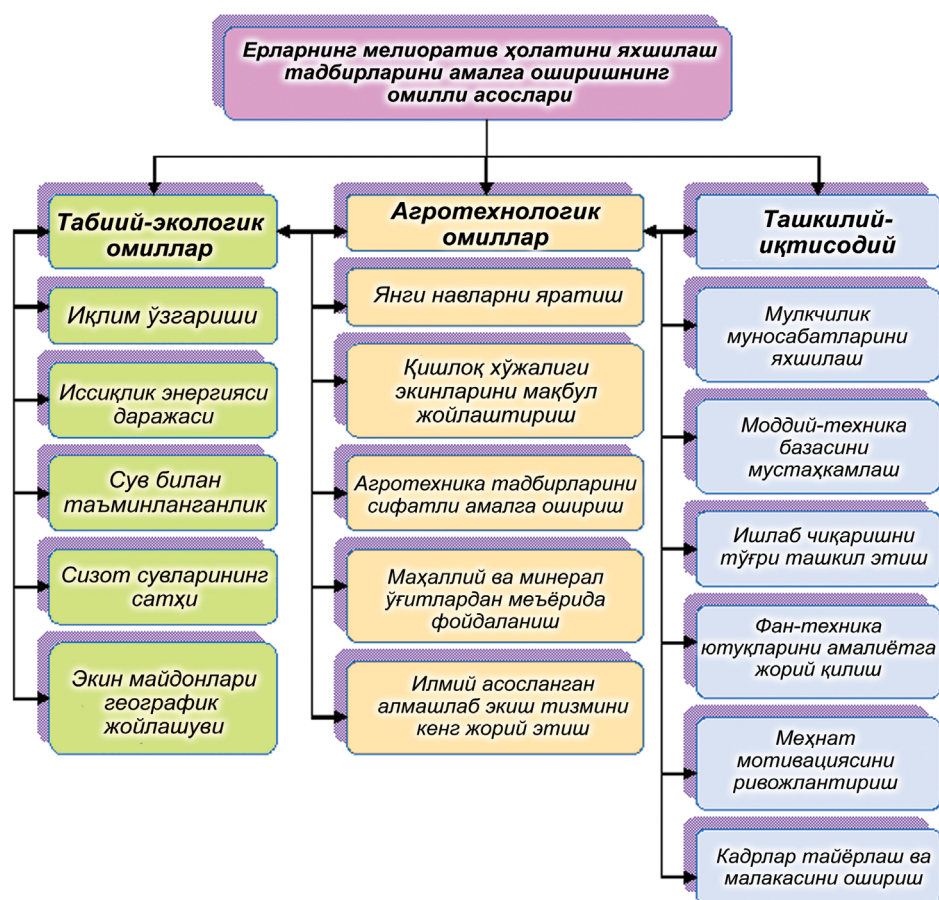 Ерларнинг мелиоратив ҳолатини яхшилаш
тадбирларини амалга оширишнинг
омилли асослари
Табиий-экологик
омиллар
Иқлим ўзгариши
Иссиқлик энергияси
даражаси
Сув билан
таъминланганлик
Сизот сувларининг
сатҳи
Экин майдонлари
географик
жойлашуви
Агротехнологик
омиллар
Янги навларни яратиш
Қишлоқ хўжалиги
экинларини мақбул
жойлаштириш
Агротехника тадбирларини
сифатли амалга ошириш
Маҳаллий ва минерал
ўғитлардан меъёрида
фойдаланиш
Илмий асосланган
алмашлаб экиш тизмини
кенг жорий этиш
Ташкилий-
иқтисодий
Мулкчилик
муносабатларини
яхшилаш
Моддий-техника
базасини
мустаҳкамлаш
Ишлаб чиқаришни
тўғри ташкил этиш
Фан-техника
ютуқларини амалиётга
жорий қилиш
Меҳнат
мотивациясини
ривожлантириш
Кадрлар тайёрлаш ва
малакасини ошириш